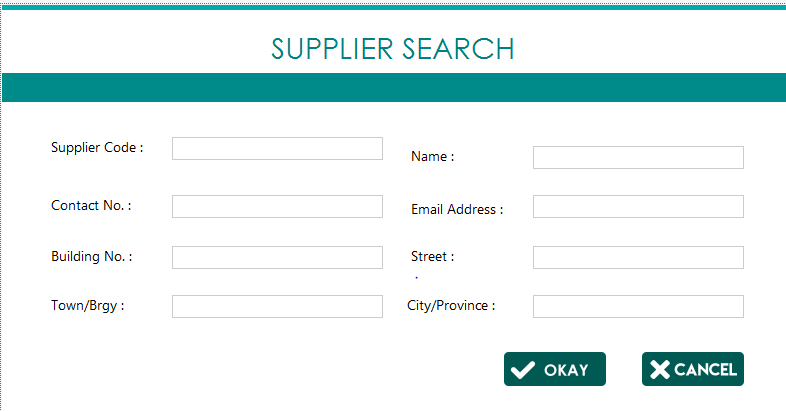 SUPPLIER SEARCH
Supplier Code :
Name :
Contact No. :
Email Address :
Building No. :
Street :
Town/Brgy :
City/Province :
OKAY
CANCEL